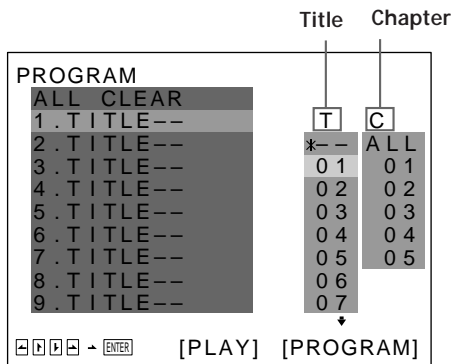 Title Chapter
PROGRAM
ALL CLEAR
1.TITLE-- T C
2.TITLE-- *-- ALL
3.TITLE-- 01 01
4.TITLE-- 02 02
5.TITLE-- 03 03
6.TITLE-- 04 04
7.TITLE-- 05 05
8.TITLE-- 06
9.TITLE-- 07
ENTER [PLAY] [PROGRAM]